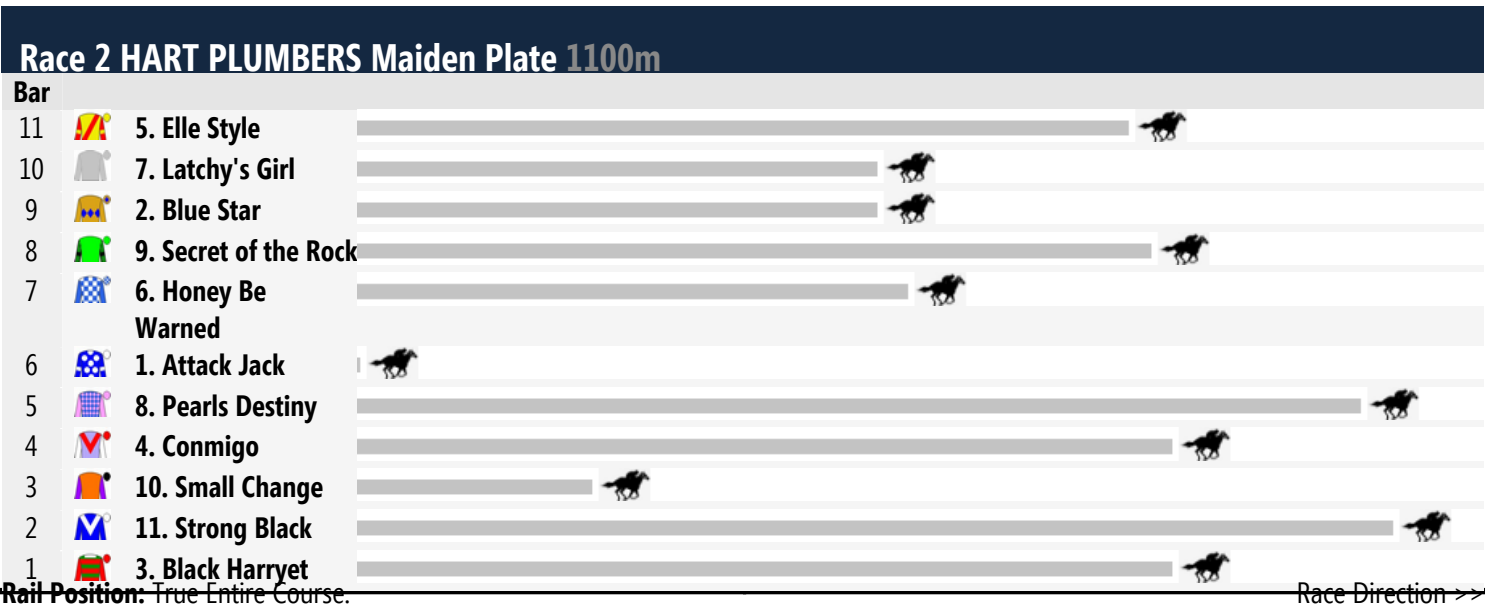 Race 2 HART PLUMBERS Maiden Plate 1100m
Bar
11 5. Elle Style
10 7. Latchy's Girl
9 2. Blue Star
8 9. Secret of the Rock
7 6. Honey Be
Warned
6 1. Attack Jack
5 8. Pearls Destiny
4 4. Conmigo
3 10. Small Change
2 11. Strong Black
1 3. Black Harryet
Rail Position: True Entire Course. Race Direction >>